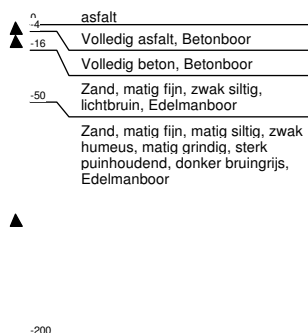 0
asfalt
-4
Volledig asfalt, Betonboor
-16
Volledig beton, Betonboor
Zand, matig fijn, zwak siltig,
-50
lichtbruin, Edelmanboor
Zand, matig fijn, matig siltig, zwak
humeus, matig grindig, sterk
puinhoudend, donker bruingrijs,
Edelmanboor
-200